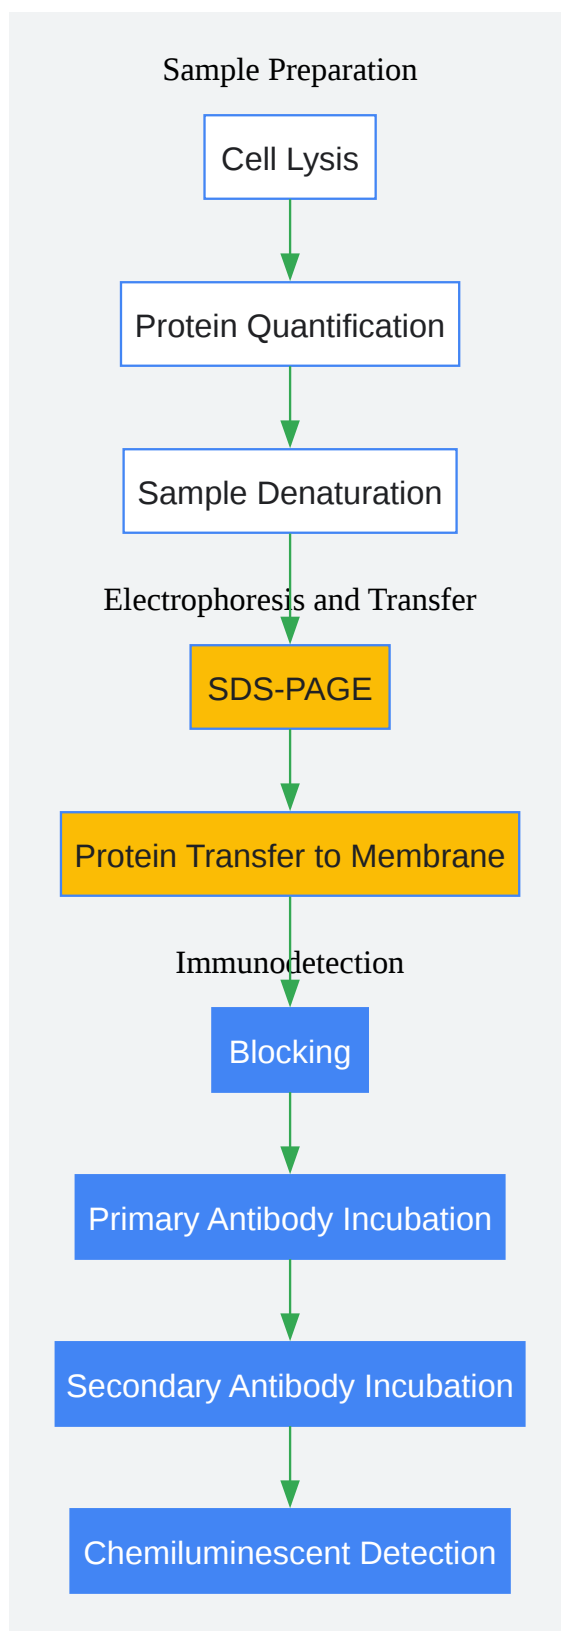 Sample Preparation
Cell Lysis
Protein Quantification
Sample Denaturation
Electrophoresis and Transfer
SDS-PAGE
Protein Transfer to Membrane
Immunodetection
Blocking
Primary Antibody Incubation
Secondary Antibody Incubation
Chemiluminescent Detection